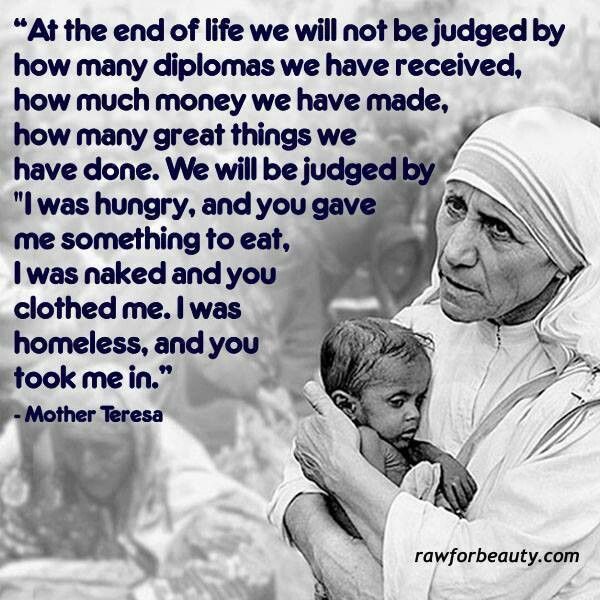 “At the end of life we will not be judged by
how many diplomas we have received,
how much money we have made,
how many great things we
have done. We will be judged by
"I was hungry, and you gave
me something to eat,
I was naked and you
clothed me. I was
homeless, and you
took me in.”
- Mother Teresa
rawforbeauty.com